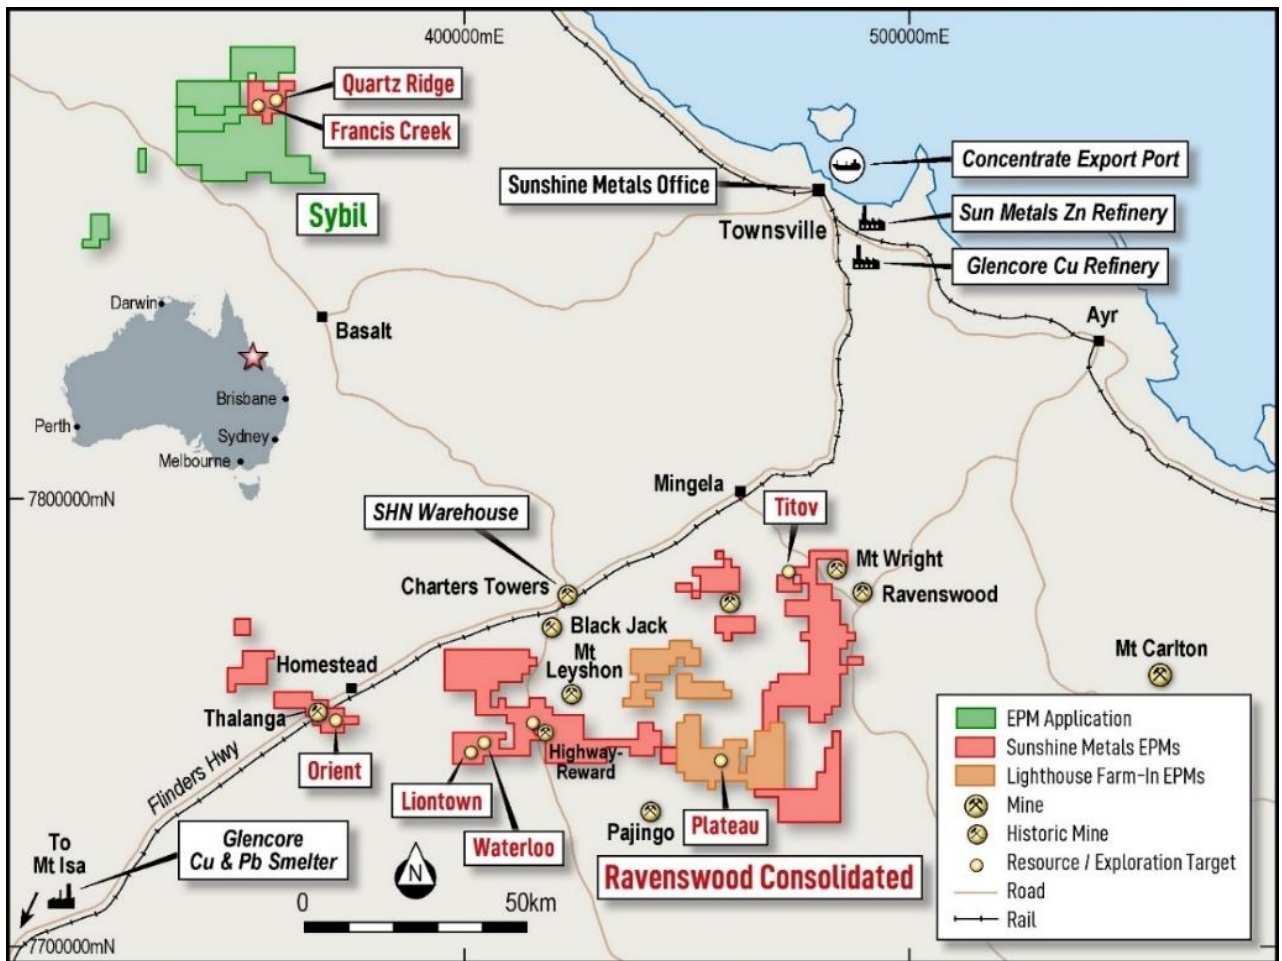 400000mE
500000mE
Quartz Ridge
Francis Creek
Sybil
Concentrate Export Port
Sunshine Metals Office
Sun Metals Zn Refinery
Townsville
Glencore Cu Refinery
Darwin
Basalt
Ayr
Brisbane
Perth
Sydney
Melbourne
Mingela
7800000mN
SHN Warehouse
Titov
Mt Wright
Charters Towers
Ravenswood
Black Jack
Mt
Leyshon
Mt Carlton
Homestead
Thalanga
Highway-
Reward
Flinders Hwy
Orient
Liontown
Waterloo
Pajingo
Plateau
Ravenswood Consolidated
To
Mt Isa
Glencore
Cu & Pb Smelter
N
0
50km
7700000mN
EPM Application
Sunshine Metals EPMs
Lighthouse Farm-In EPMs
Mine
Historic Mine
Resource / Exploration Target
Road
Rail